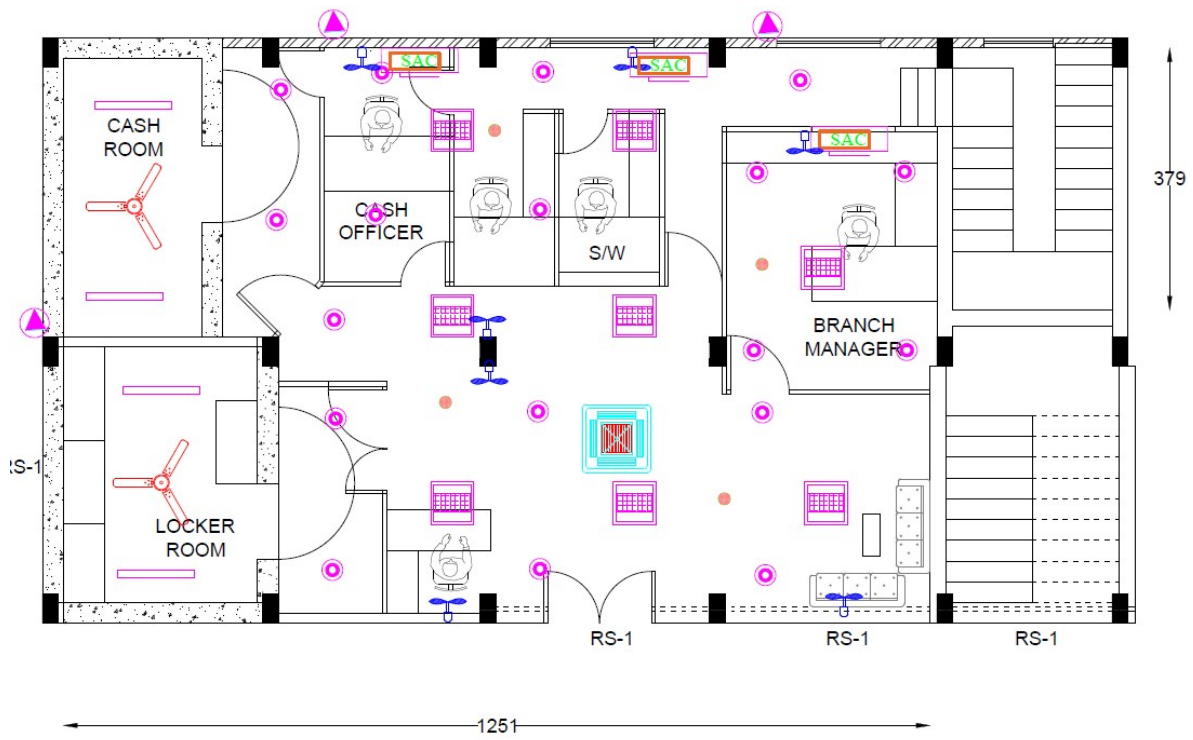 SAC
SAC
CASH
ROOM
SAC
379
CASH
OFFICER
S/W
BRANCH
MANAGER
RS-1
LOCKER
ROOM
RS-1
RS-1
RS-1
1251